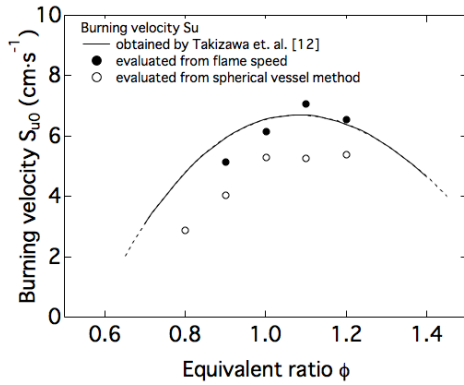 Burning velocity Su
obtained by Takizawa et. al. [12]
evaluated from flame speed
evaluated from spherical vessel method
Burning velocity Su0 (cm·s-1)
10
8
6
4
2
0
0.6 0.8 1.0 1.2 1.4
Equivalent ratio ϕ